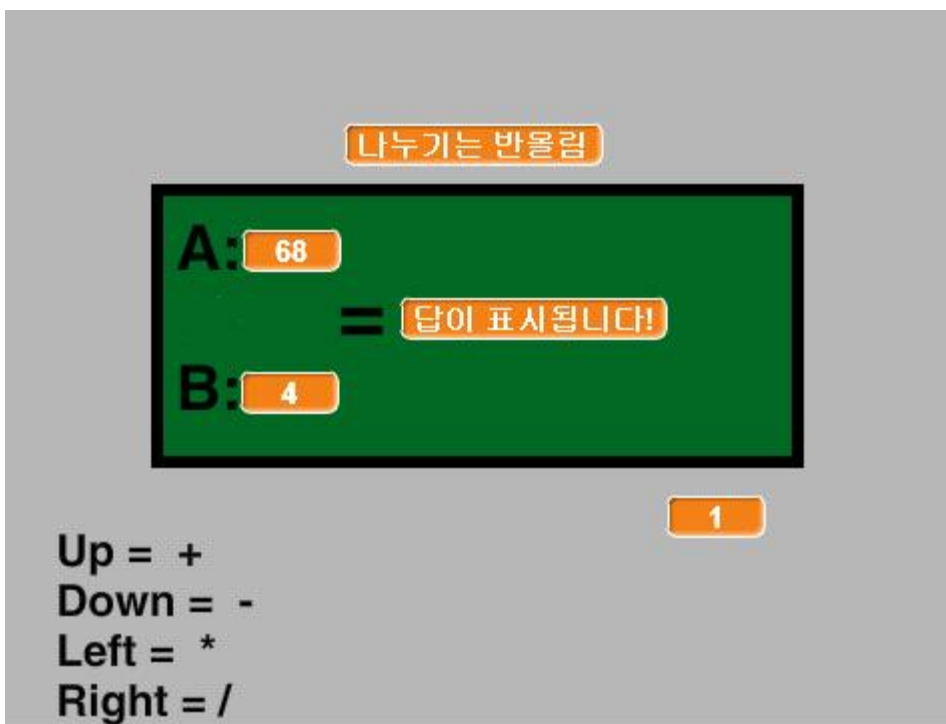 나누기는 반올림
A: 68
= 답이 표시됩니다!
B: 4
1
Up = +
Down = -
Left = *
Right = /